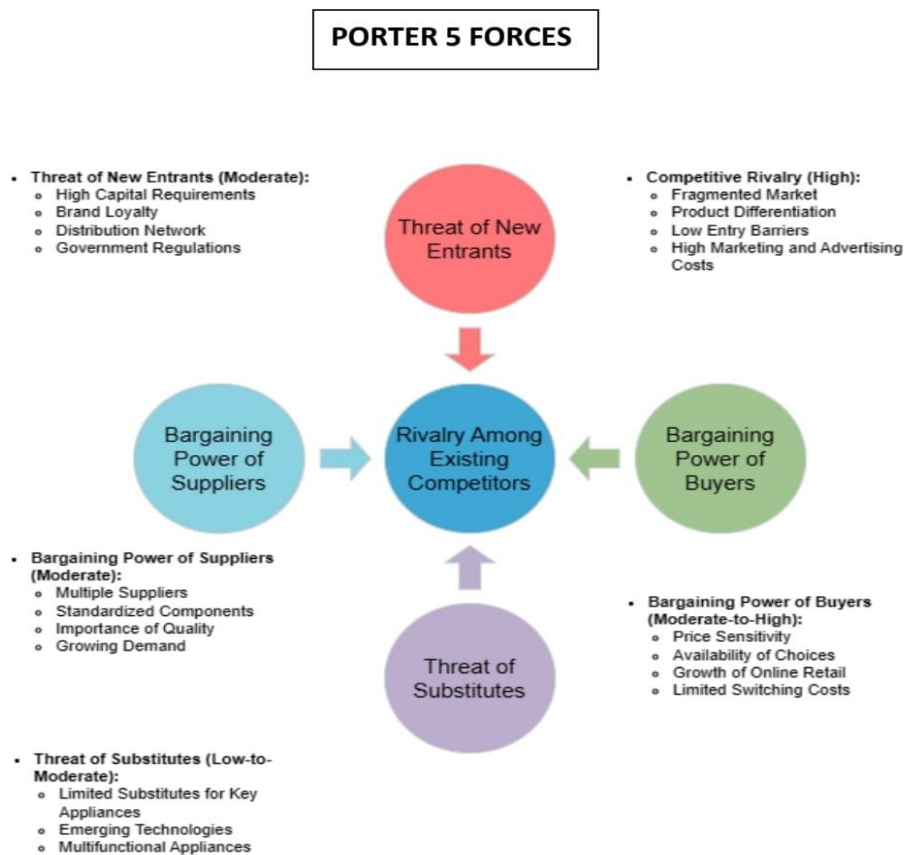 PORTER 5 FORCES
• Threat of New Entrants (Moderate):
○ High Capital Requirements
○ Brand Loyalty
○ Distribution Network
○ Government Regulations
Threat of New
Entrants
• Competitive Rivalry (High):
○ Fragmented Market
○ Product Differentiation
○ Low Entry Barriers
○ High Marketing and Advertising
Costs
Bargaining
Power of
Suppliers
Rivalry Among
Existing
Competitors
Bargaining
Power of
Buyers
• Bargaining Power of Suppliers
(Moderate):
○ Multiple Suppliers
○ Standardized Components
○ Importance of Quality
○ Growing Demand
Threat of
Substitutes
• Bargaining Power of Buyers
(Moderate-to-High):
○ Price Sensitivity
○ Availability of Choices
○ Growth of Online Retail
○ Limited Switching Costs
• Threat of Substitutes (Low-to-
Moderate):
○ Limited Substitutes for Key
Appliances
○ Emerging Technologies
○ Multifunctional Appliances